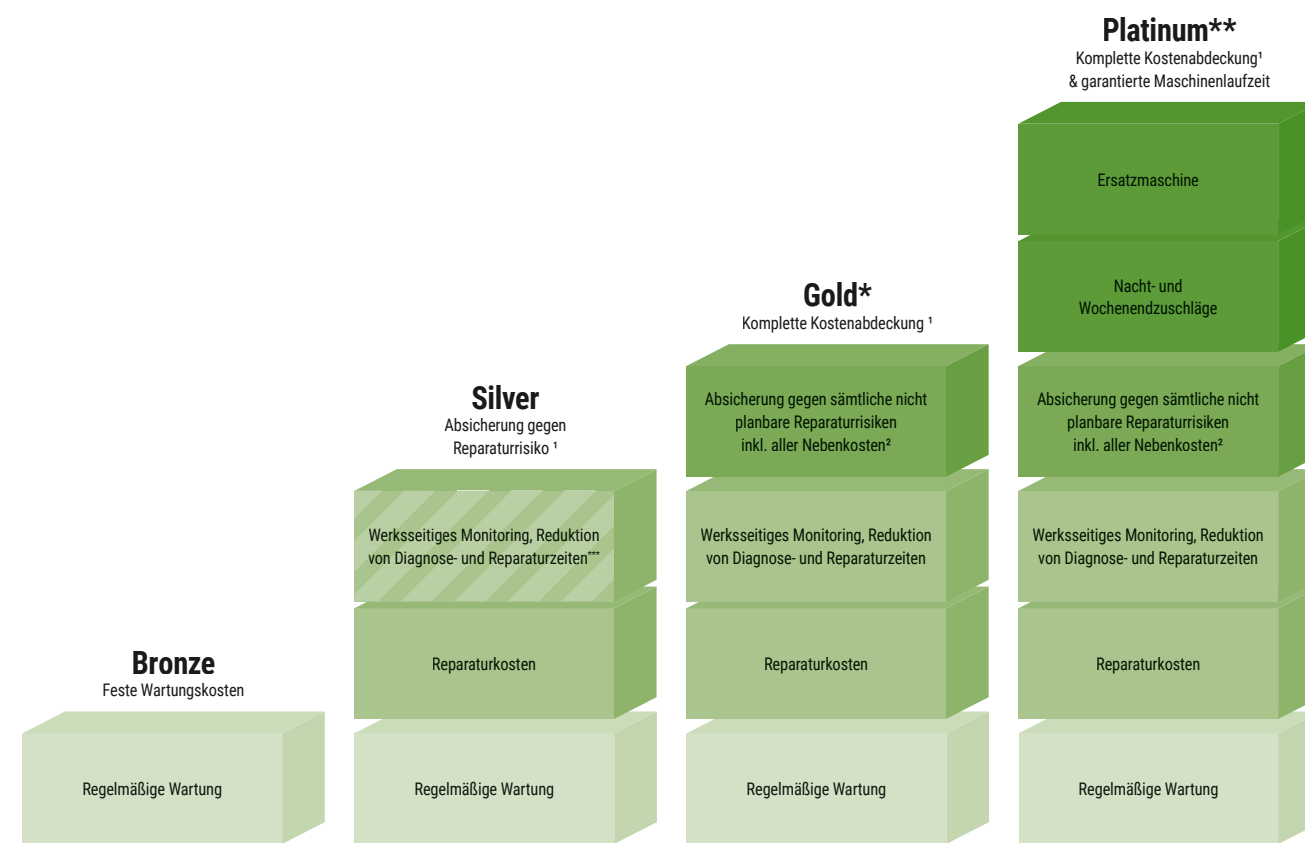 Platinum**
Komplette Kostenabdeckung¹
& garantierte Maschinenlaufzeit
Ersatzmaschine
Nacht- und
Wochenendzuschläge
Absicherung gegen sämtliche nicht
planbare Reparaturrisiken
inkl. aller Nebenkosten²
Werksseitiges Monitoring, Reduktion
von Diagnose- und Reparaturzeiten
Reparaturkosten
Regelmäßige Wartung
Gold*
Komplette Kostenabdeckung ¹
Absicherung gegen sämtliche nicht
planbare Reparaturrisiken
inkl. aller Nebenkosten²
Werksseitiges Monitoring, Reduktion
von Diagnose- und Reparaturzeiten
Reparaturkosten
Regelmäßige Wartung
Silver
Absicherung gegen
Reparaturrisiko ¹
Werksseitiges Monitoring, Reduktion
von Diagnose- und Reparaturzeiten***
Reparaturkosten
Regelmäßige Wartung
Bronze
Feste Wartungskosten
Regelmäßige Wartung